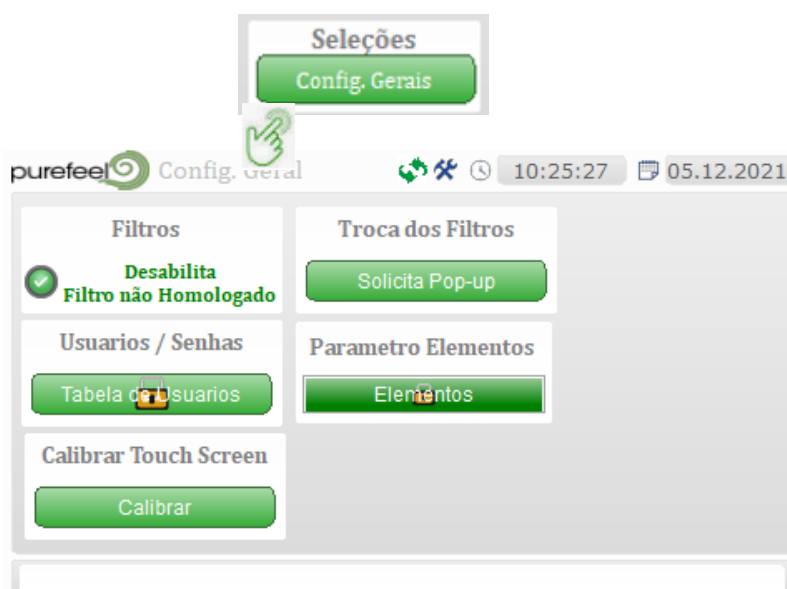 Seleções
Config. Gerais
purefeel Config. Geral 10:25:27 05.12.2021
Filtros
Desabilita
Filtro não Homologado
Troca dos Filtros
Solicita Pop-up
Usuarios / Senhas
Tabela de Usuarios
Parametro Elementos
Elementos
Calibrar Touch Screen
Calibrar